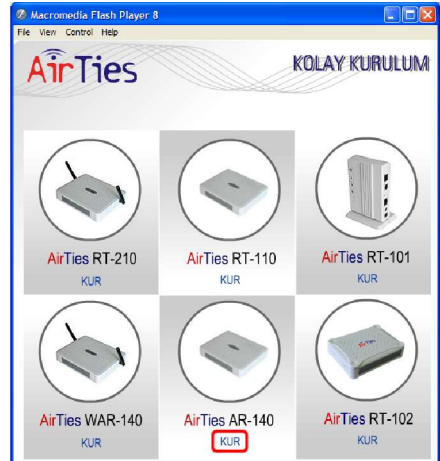 Macromedia Flash Player 8
File View Control Help
AirTies
KOLAY KURULUM
AirTies RT-210
KUR
AirTies RT-110
KUR
AirTies RT-101
KUR
AirTies WAR-140
KUR
AirTies AR-140
KUR
AirTies
AirTies RT-102
KUR